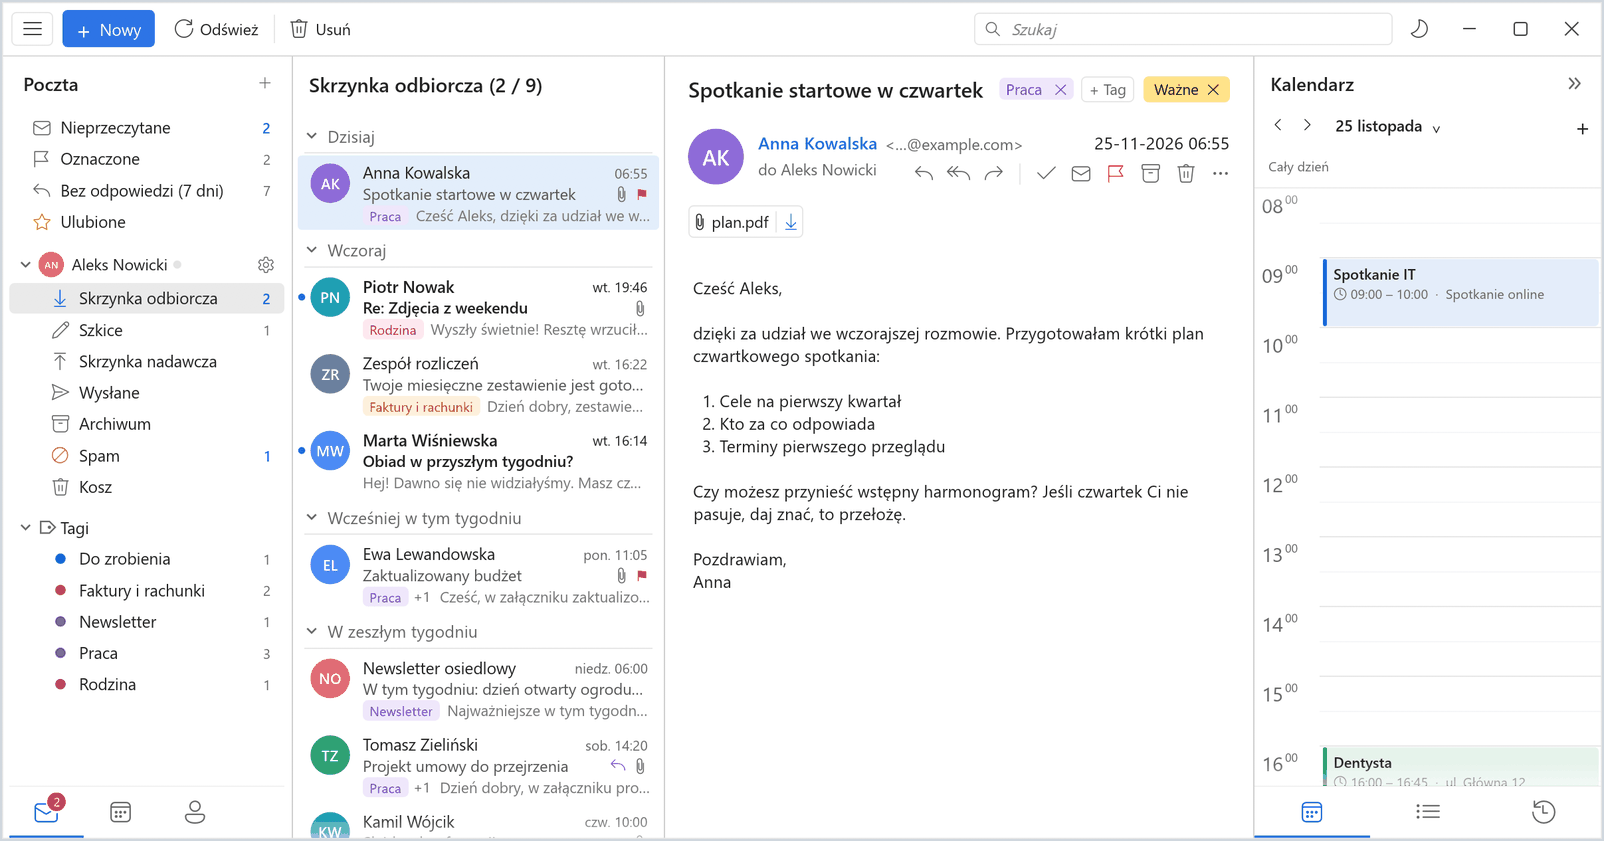 + Nowy
Odśwież
Usuń
Szukaj
Poczta
Nieprzeczytane 2
Oznaczone 2
Bez odpowiedzi (7 dni) 7
Ulubione
AN Aleks Nowicki
Skrzynka odbiorcza 2
Szkice 1
Skrzynka nadawcza
Wysłane
Archiwum
Spam 1
Kosz
Tagi
Do zrobienia 1
Faktury i rachunki 2
Newsletter 1
Praca 3
Rodzina 1
2
Skrzynka odbiorcza (2 / 9)
Dzisiaj
AK
Anna Kowalska 06:55
Spotkanie startowe w czwartek
Praca Cześć Aleks, dzięki za udział we w...
Wczoraj
PN
Piotr Nowak wt. 19:46
Re: Zdjęcia z weekendu
Rodzina Wyszły świetnie! Resztę wrzucił...
ZR
Zespół rozliczeń wt. 16:22
Twoje miesięczne zestawienie jest goto...
Faktury i rachunki Dzień dobry, zestawie...
MW
Marta Wiśniewska wt. 16:14
Obiad w przyszłym tygodniu?
Hej! Dawno się nie widziałyśmy. Masz cz...
Wcześniej w tym tygodniu
EL
Ewa Lewandowska pon. 11:05
Zaktualizowany budżet
Praca +1 Cześć, w załączniku zaktualizo...
W zeszłym tygodniu
NO
Newsletter osiedlowy niedz. 06:00
W tym tygodniu: dzień otwarty ogrodu...
Newsletter Najważniejsze w tym tygodn...
TZ
Tomasz Zieliński sob. 14:20
Projekt umowy do przejrzenia
Praca +1 Dzień dobry, w załączniku pro...
KW
Kamil Wójcik czw. 10:00
Spotkanie startowe w czwartek Praca + Tag Ważne
AK
Anna Kowalska <...@example.com> 25-11-2026 06:55
do Aleks Nowicki
plan.pdf
Cześć Aleks,
dzięki za udział we wczorajszej rozmowie. Przygotowałam krótki plan
czwartkowego spotkania:
1. Cele na pierwszy kwartał
2. Kto za co odpowiada
3. Terminy pierwszego przeglądu
Czy możesz przynieść wstępny harmonogram? Jeśli czwartek Ci nie
pasuje, daj znać, to przełożę.
Pozdrawiam,
Anna
Kalendarz
25 listopada
Cały dzień
08 00
09 00
Spotkanie IT
09:00 – 10:00 · Spotkanie online
10 00
11 00
12 00
13 00
14 00
15 00
16 00
Dentysta
16:00 – 16:45 · ul. Główna 12